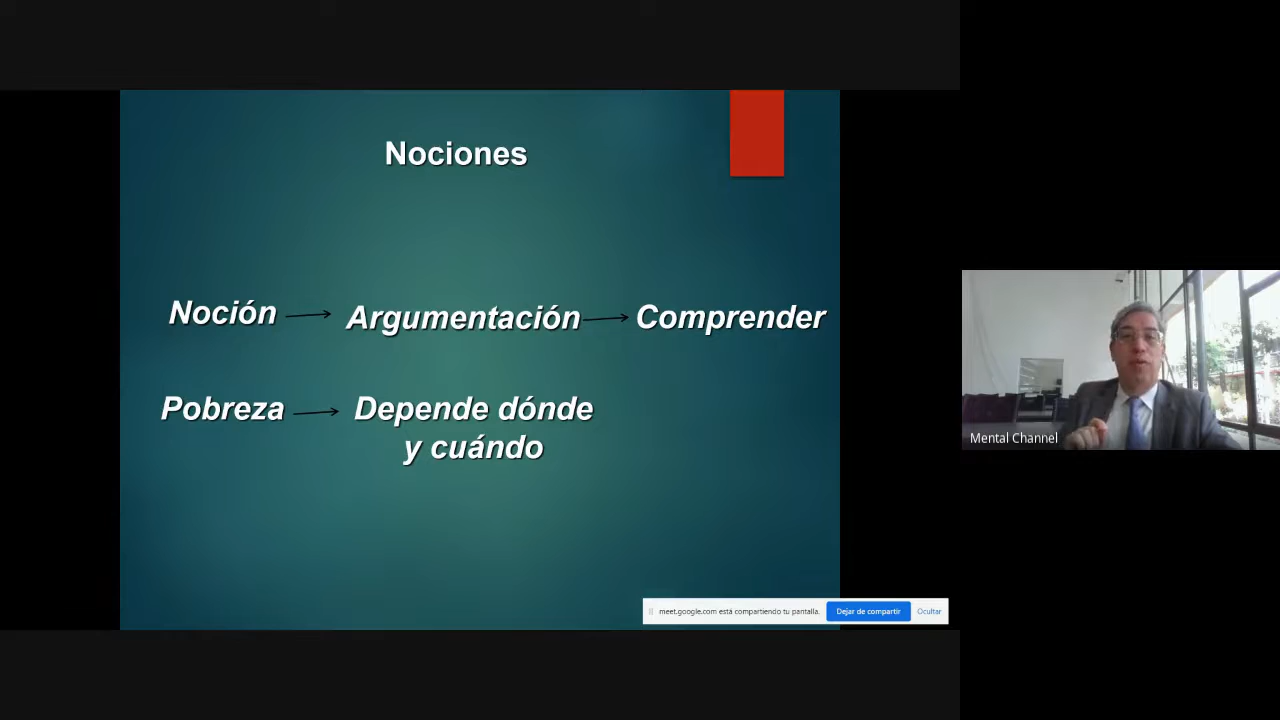 Nociones
Noción Argumentación Comprender
Pobreza Depende dónde
y cuándo
Mental Channel
meet.google.com está compartiendo tu pantalla. Dejar de compartir Ocultar